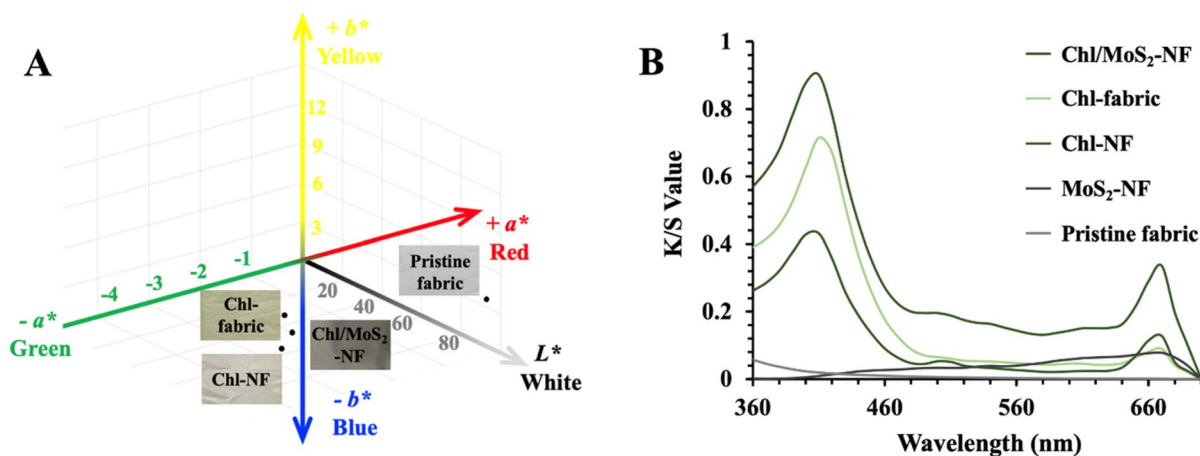 A
+ b*
Yellow
12
9
6
3
+ a*
Red
-1
-2
-3
-4
- a*
Green
Pristine
fabric
Chl-
fabric
Chl/MoS₂
-NF
Chl-NF
20
40
60
80
L*
White
- b*
Blue
B
K/S Value
1
0.8
0.6
0.4
0.2
0
360
460
560
660
Wavelength (nm)
Chl/MoS₂-NF
Chl-fabric
Chl-NF
MoS₂-NF
Pristine fabric